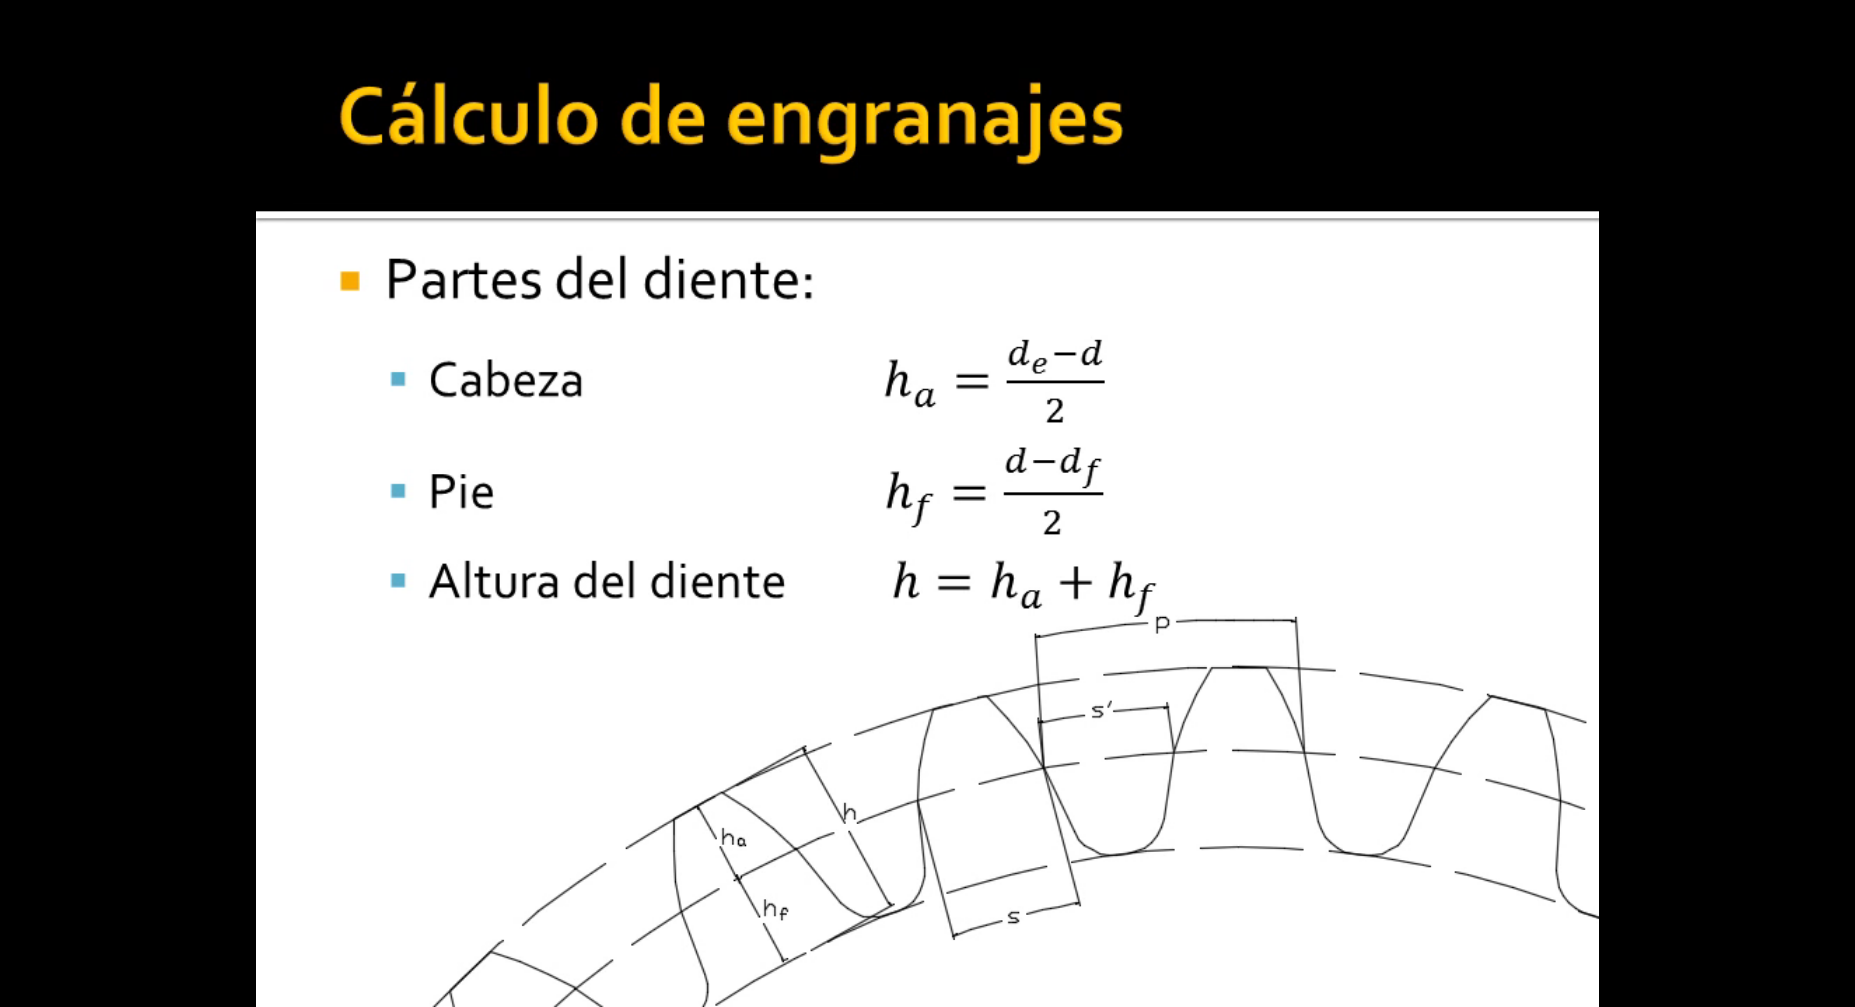 Cálculo de engranajes
Partes del diente:
Cabeza h_a = (d_e − d)/2
Pie h_f = (d − d_f)/2
Altura del diente h = h_a + h_f
p
s'
h
h_a
h_f
s